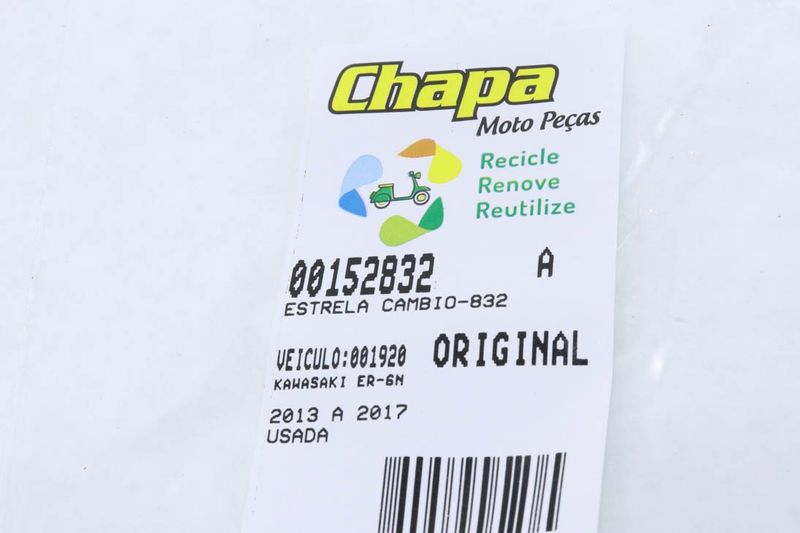 Chapa
Moto Peças
Recicle
Renove
Reutilize
00152832 A
ESTRELA CAMBIO-832
VEICULO:001920 ORIGINAL
KAWASAKI ER-6N
2013 A 2017
USADA